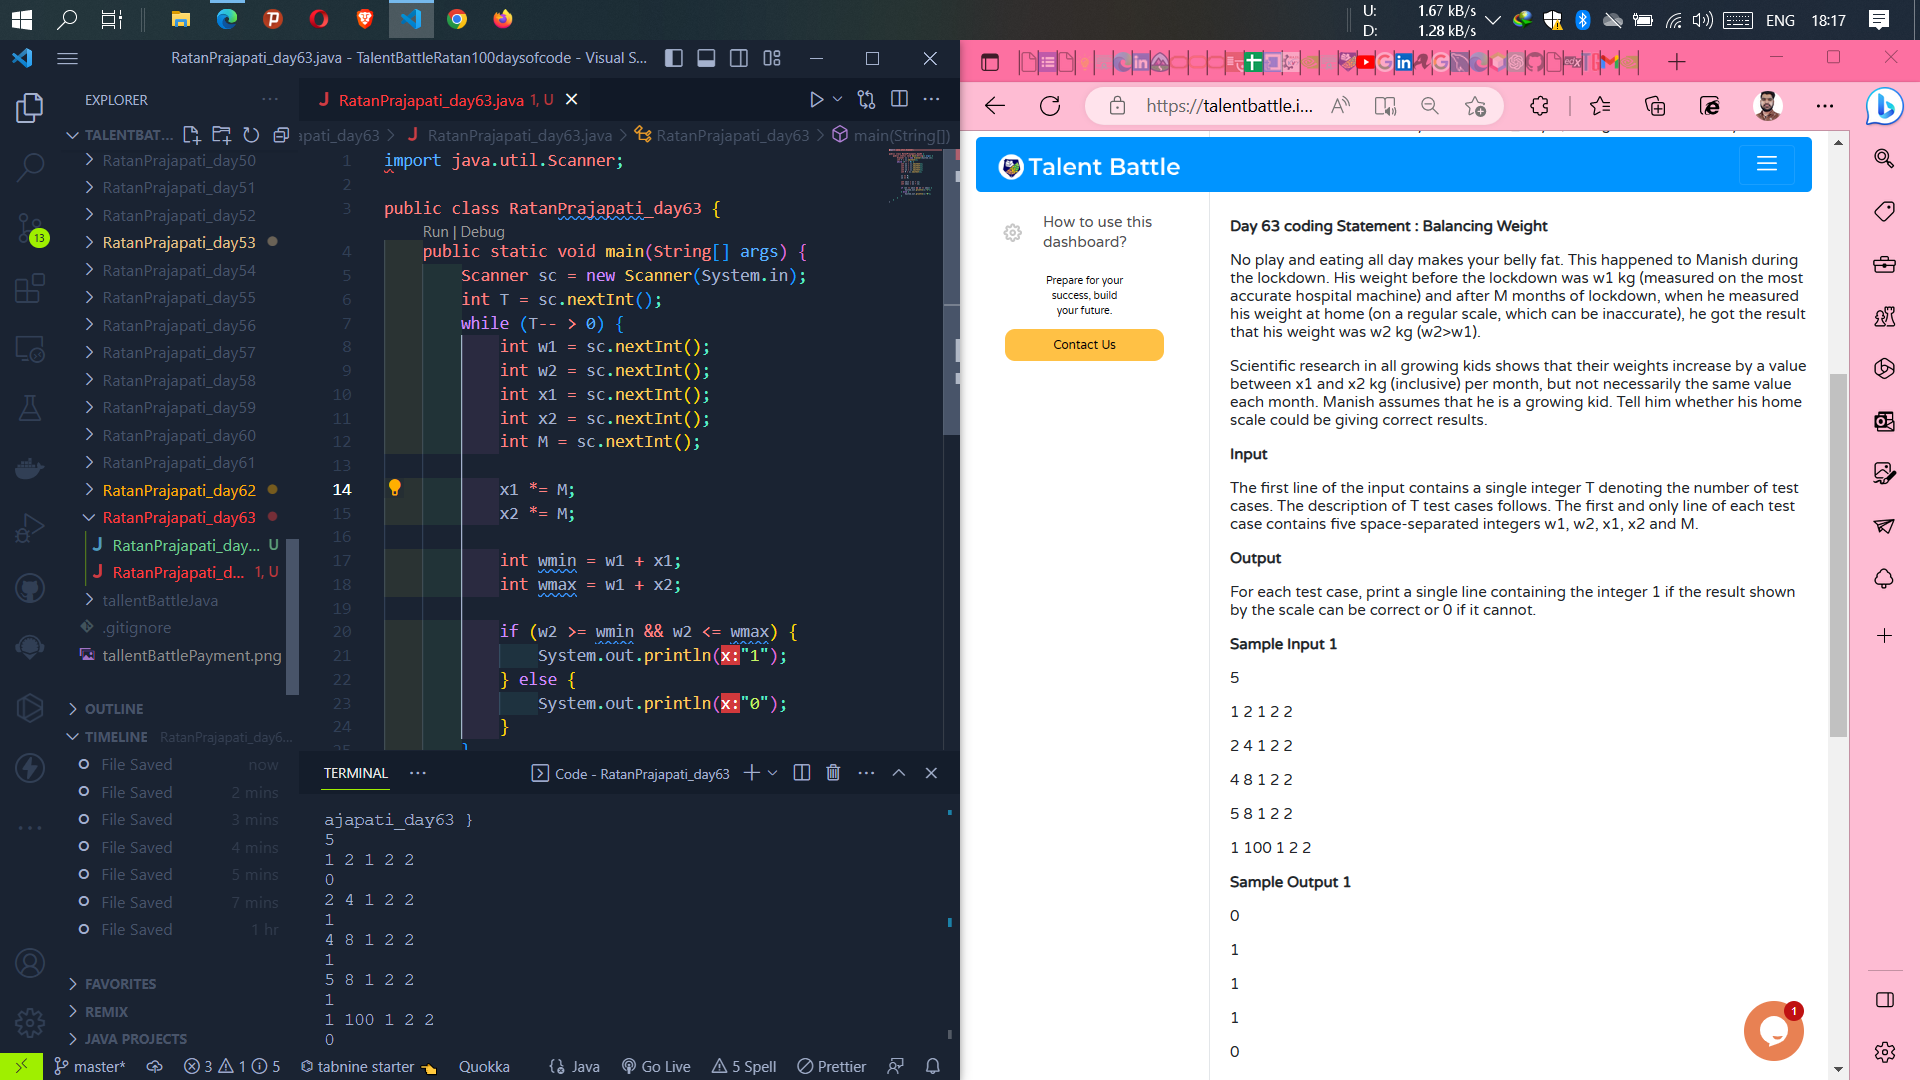 U: 1.67 kB/s
D: 1.28 kB/s
ENG 18:17
RatanPrajapati_day63.java - TalentBattleRatan100daysofcode - Visual S...
EXPLORER
TALENTBAT...
RatanPrajapati_day50
RatanPrajapati_day51
RatanPrajapati_day52
RatanPrajapati_day53
RatanPrajapati_day54
RatanPrajapati_day55
RatanPrajapati_day56
RatanPrajapati_day57
RatanPrajapati_day58
RatanPrajapati_day59
RatanPrajapati_day60
RatanPrajapati_day61
RatanPrajapati_day62
RatanPrajapati_day63
J RatanPrajapati_day... U
J RatanPrajapati_d... 1, U
tallentBattleJava
.gitignore
tallentBattlePayment.png
OUTLINE
TIMELINE RatanPrajapati_day6...
File Saved now
File Saved 2 mins
File Saved 3 mins
File Saved 4 mins
File Saved 5 mins
File Saved 7 mins
File Saved 1 hr
FAVORITES
REMIX
JAVA PROJECTS
13
J RatanPrajapati_day63.java 1, U
apati_day63 > J RatanPrajapati_day63.java > RatanPrajapati_day63 > main(String[])
1 import java.util.Scanner;
2
3 public class RatanPrajapati_day63 {
Run | Debug
4 public static void main(String[] args) {
5 Scanner sc = new Scanner(System.in);
6 int T = sc.nextInt();
7 while (T-- > 0) {
8 int w1 = sc.nextInt();
9 int w2 = sc.nextInt();
10 int x1 = sc.nextInt();
11 int x2 = sc.nextInt();
12 int M = sc.nextInt();
13
14 x1 *= M;
15 x2 *= M;
16
17 int wmin = w1 + x1;
18 int wmax = w1 + x2;
19
20 if (w2 >= wmin && w2 <= wmax) {
21 System.out.println(x:"1");
22 } else {
23 System.out.println(x:"0");
24 }
25 }
TERMINAL
Code - RatanPrajapati_day63
ajapati_day63 }
5
1 2 1 2 2
0
2 4 1 2 2
1
4 8 1 2 2
1
5 8 1 2 2
1
1 100 1 2 2
0
master* 3 1 5 tabnine starter Quokka Java Go Live 5 Spell Prettier
https://talentbattle.i...
Talent Battle
How to use this
dashboard?
Prepare for your
success, build
your future.
Contact Us
Day 63 coding Statement : Balancing Weight
No play and eating all day makes your belly fat. This happened to Manish during
the lockdown. His weight before the lockdown was w1 kg (measured on the most
accurate hospital machine) and after M months of lockdown, when he measured
his weight at home (on a regular scale, which can be inaccurate), he got the result
that his weight was w2 kg (w2>w1).
Scientific research in all growing kids shows that their weights increase by a value
between x1 and x2 kg (inclusive) per month, but not necessarily the same value
each month. Manish assumes that he is a growing kid. Tell him whether his home
scale could be giving correct results.
Input
The first line of the input contains a single integer T denoting the number of test
cases. The description of T test cases follows. The first and only line of each test
case contains five space-separated integers w1, w2, x1, x2 and M.
Output
For each test case, print a single line containing the integer 1 if the result shown
by the scale can be correct or 0 if it cannot.
Sample Input 1
5
1 2 1 2 2
2 4 1 2 2
4 8 1 2 2
5 8 1 2 2
1 100 1 2 2
Sample Output 1
0
1
1
1
0
1